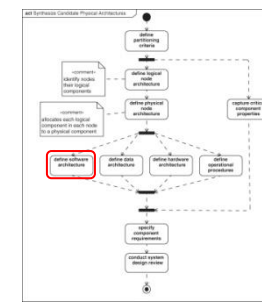 act Synthesize Candidate Physical Architectures
define
partitioning
criteria
«comment»
identify nodes
then logical
components
define logical
node
architecture
«comment»
allocates each logical
component in each node
to a physical component
define physical
node
architecture
capture critic
component
properties
define software
architecture
define data
architecture
define hardware
architecture
define
operational
procedures
specify
component
requirements
conduct system
design review